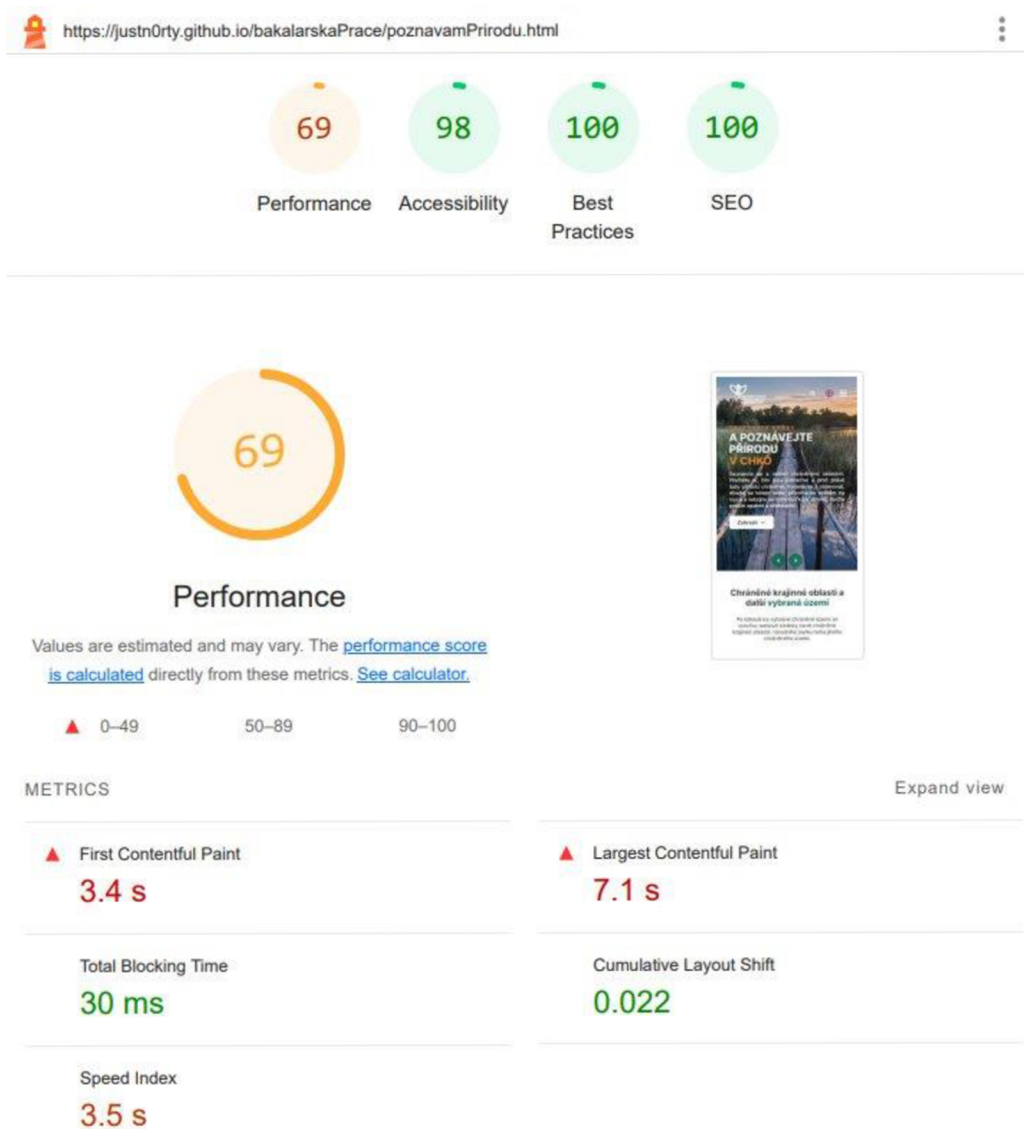 https://justn0rty.github.io/bakalarskaPrace/poznavamPrirodu.html
69
98
100
100
Performance
Accessibility
Best
Practices
SEO
69
Performance
Values are estimated and may vary. The performance score
is calculated directly from these metrics. See calculator.
0–49
50–89
90–100
A POZNÁVEJTE
PŘÍRODU
V CHKO
Zobrazit
Chráněné krajinné oblasti a
další vybraná území
METRICS
Expand view
First Contentful Paint
3.4 s
Largest Contentful Paint
7.1 s
Total Blocking Time
30 ms
Cumulative Layout Shift
0.022
Speed Index
3.5 s